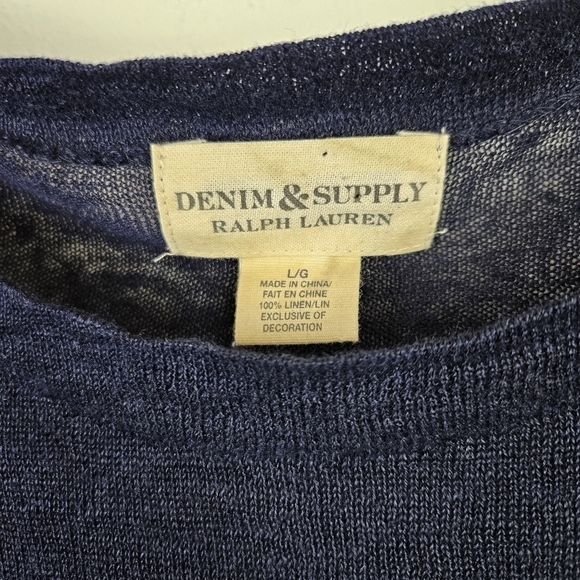 DENIM & SUPPLY
RALPH LAUREN
L/G
MADE IN CHINA/
FAIT EN CHINE
100% LINEN/LIN
EXCLUSIVE OF
DECORATION